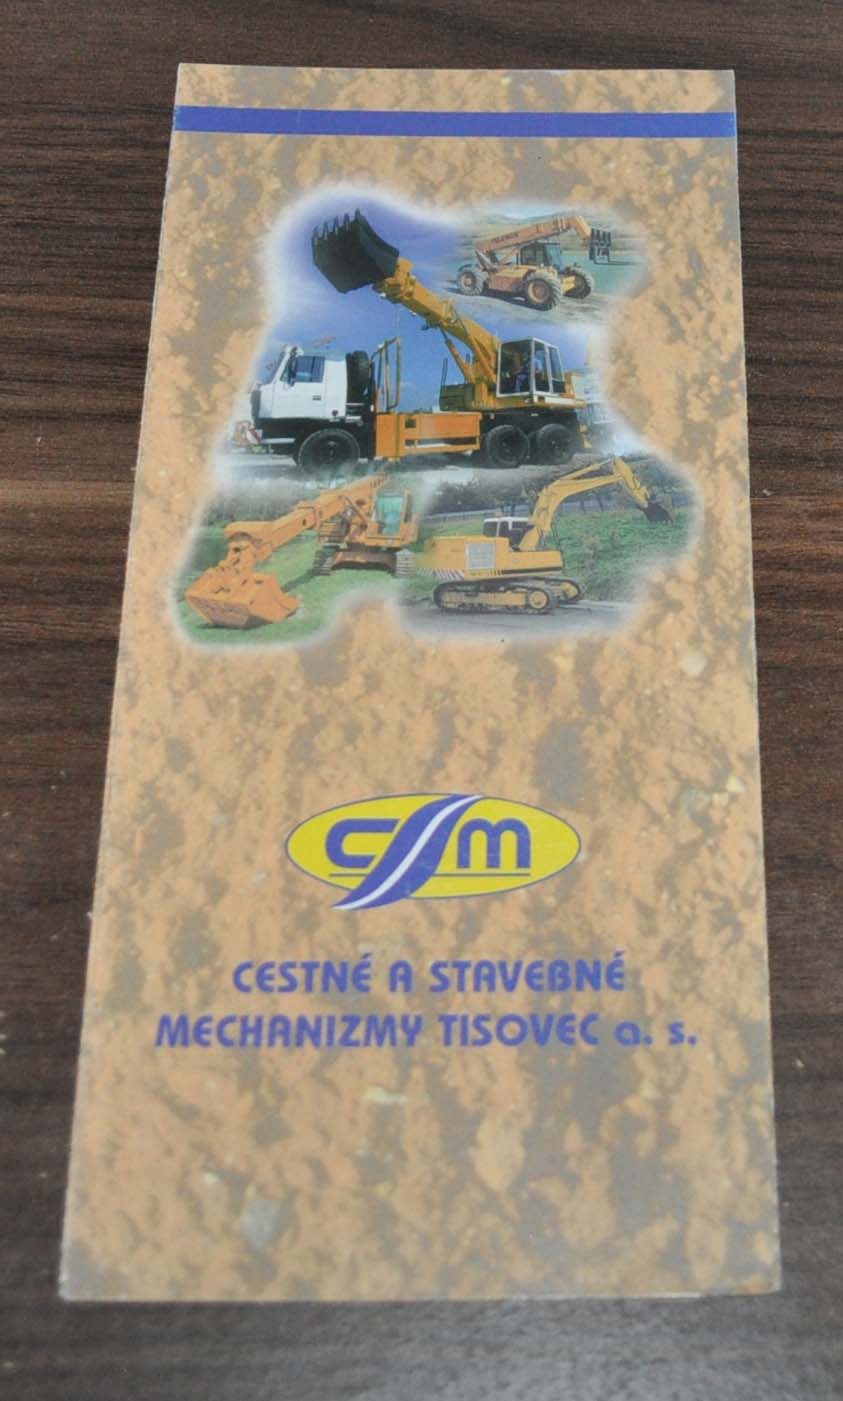 csm
CESTNÉ A STAVEBNÉ
MECHANIZMY TISOVEC a. s.